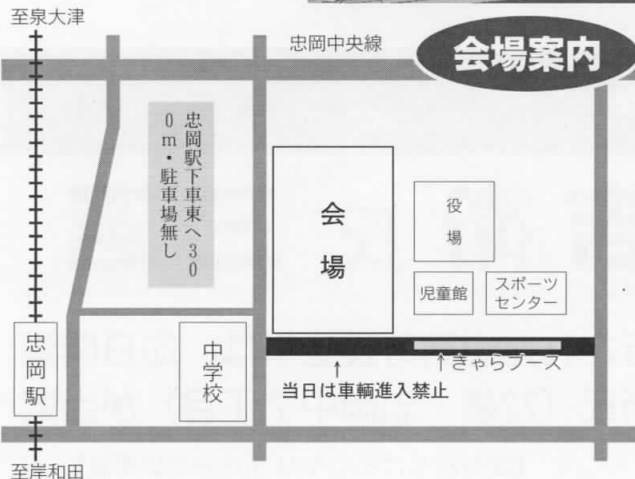 至泉大津
忠岡中央線
会場案内
忠岡駅下車東へ30
0m・駐車場無し
会場
役場
児童館
スポーツ
センター
忠岡駅
中学校
↑きゃらブース
↑
当日は車輌進入禁止
至岸和田